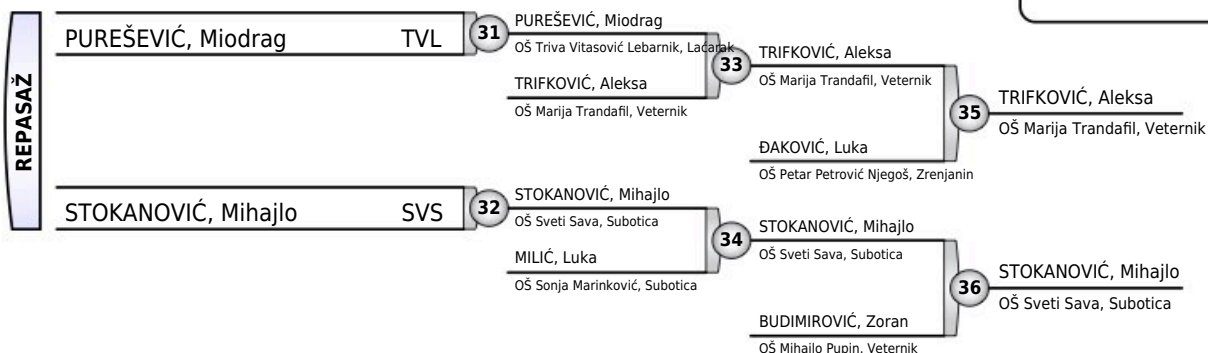 REPASAŽ
PUREŠEVIĆ, Miodrag TVL
31
PUREŠEVIĆ, Miodrag
OŠ Triva Vitasović Lebarnik, Laćarak
TRIFKOVIĆ, Aleksa
OŠ Marija Trandafil, Veternik
33
TRIFKOVIĆ, Aleksa
OŠ Marija Trandafil, Veternik
ĐAKOVIĆ, Luka
OŠ Petar Petrović Njegoš, Zrenjanin
35
TRIFKOVIĆ, Aleksa
OŠ Marija Trandafil, Veternik
STOKANOVIĆ, Mihajlo SVS
32
STOKANOVIĆ, Mihajlo
OŠ Sveti Sava, Subotica
MILIĆ, Luka
OŠ Sonja Marinković, Subotica
34
STOKANOVIĆ, Mihajlo
OŠ Sveti Sava, Subotica
BUDIMIROVIĆ, Zoran
OŠ Mihajlo Pupin, Veternik
36
STOKANOVIĆ, Mihajlo
OŠ Sveti Sava, Subotica